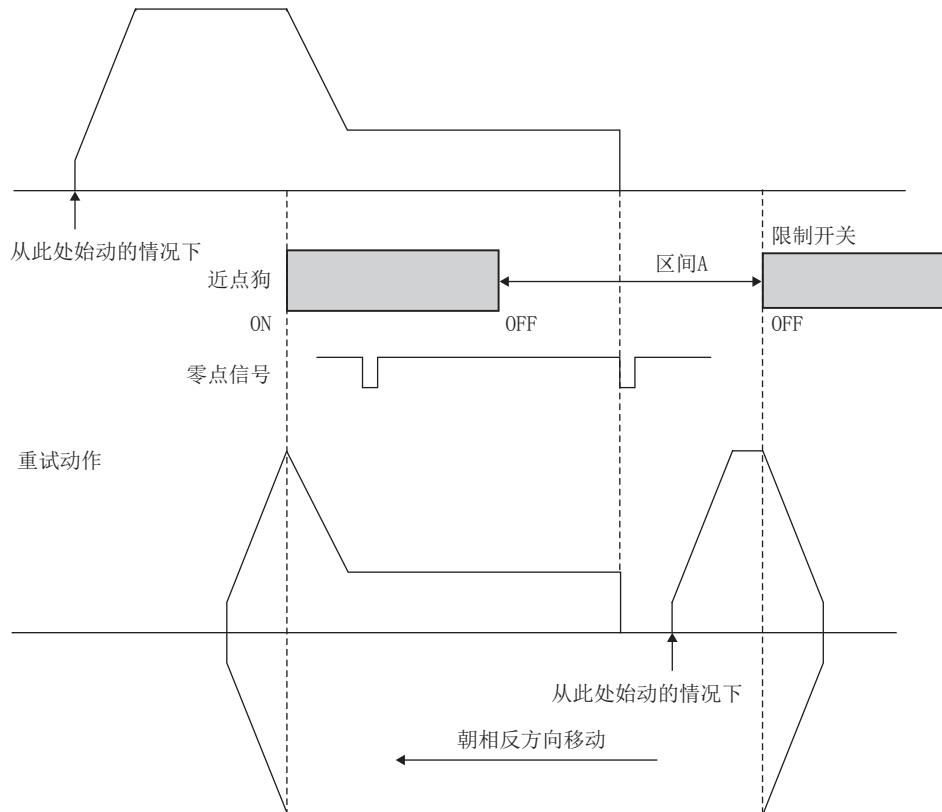 从此处始动的情况下
限制开关
近点狗
区间A
ON
OFF
OFF
零点信号
重试动作
从此处始动的情况下
朝相反方向移动